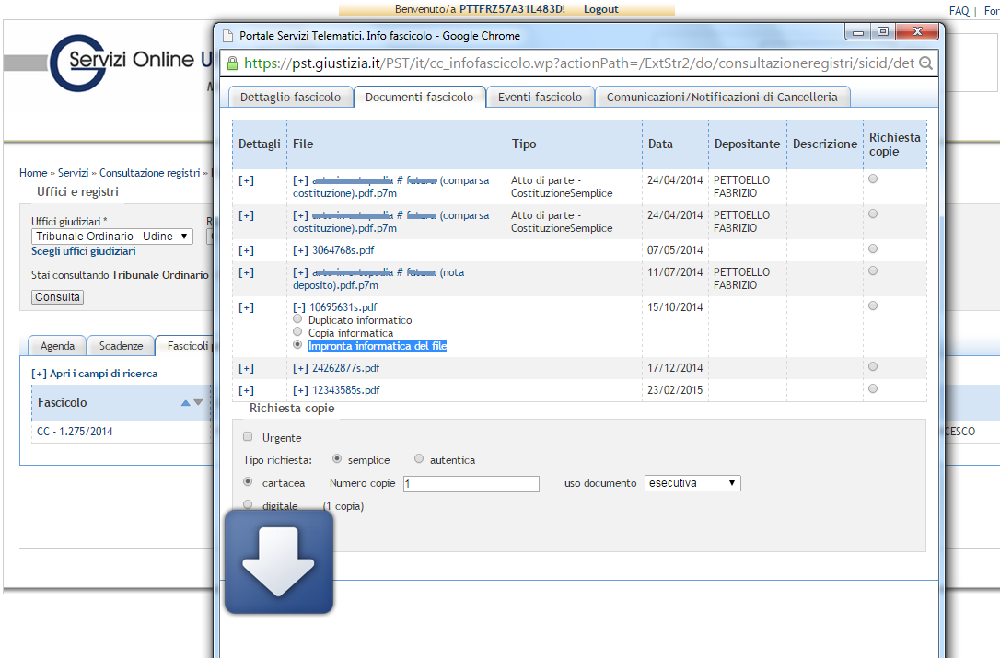 Benvenuto/a PTTFRZ57A31L483D! Logout
FAQ | For
Servizi Online U
Portale Servizi Telematici. Info fascicolo - Google Chrome
https://pst.giustizia.it/PST/it/cc_infofascicolo.wp?actionPath=/ExtStr2/do/consultazioneregistri/sicid/det
Home » Servizi » Consultazione registri »
Uffici e registri
Uffici giudiziari *
Tribunale Ordinario - Udine
Scegli uffici giudiziari
Stai consultando Tribunale Ordinario
Consulta
Agenda Scadenze Fascicoli
[+] Apri i campi di ricerca
Fascicolo
CC - 1.275/2014
CESCO
Dettaglio fascicolo Documenti fascicolo Eventi fascicolo Comunicazioni/Notificazioni di Cancelleria
Dettagli File Tipo Data Depositante Descrizione Richiesta
copie
[+] [+] # (comparsa Atto di parte - 24/04/2014 PETTOELLO
costituzione).pdf.p7m CostituzioneSemplice FABRIZIO
[+] [+] # (comparsa Atto di parte - 24/04/2014 PETTOELLO
costituzione).pdf.p7m CostituzioneSemplice FABRIZIO
[+] [+] 3064768s.pdf 07/05/2014
[+] [+] # (nota 11/07/2014 PETTOELLO
deposito).pdf.p7m FABRIZIO
[+] [-] 10695631s.pdf 15/10/2014
Duplicato informatico
Copia informatica
Impronta informatica del file
[+] [+] 24262877s.pdf 17/12/2014
[+] [+] 12343585s.pdf 23/02/2015
Richiesta copie
Urgente
Tipo richiesta: semplice autentica
cartacea Numero copie 1 uso documento esecutiva
digitale (1 copia)